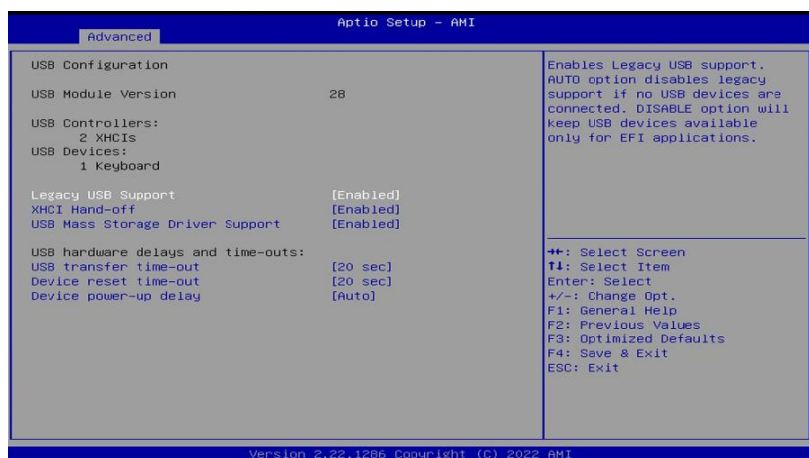 Aptio Setup - AMI
Advanced
USB Configuration
USB Module Version 28
USB Controllers:
2 XHCIs
USB Devices:
1 Keyboard
Legacy USB Support [Enabled]
XHCI Hand-off [Enabled]
USB Mass Storage Driver Support [Enabled]
USB hardware delays and time-outs:
USB transfer time-out [20 sec]
Device reset time-out [20 sec]
Device power-up delay [Auto]
Enables Legacy USB support.
AUTO option disables legacy
support if no USB devices are
connected. DISABLE option will
keep USB devices available
only for EFI applications.
→←: Select Screen
↑↓: Select Item
Enter: Select
+/-: Change Opt.
F1: General Help
F2: Previous Values
F3: Optimized Defaults
F4: Save & Exit
ESC: Exit
Version 2.22.1286 Copyright (C) 2022 AMI